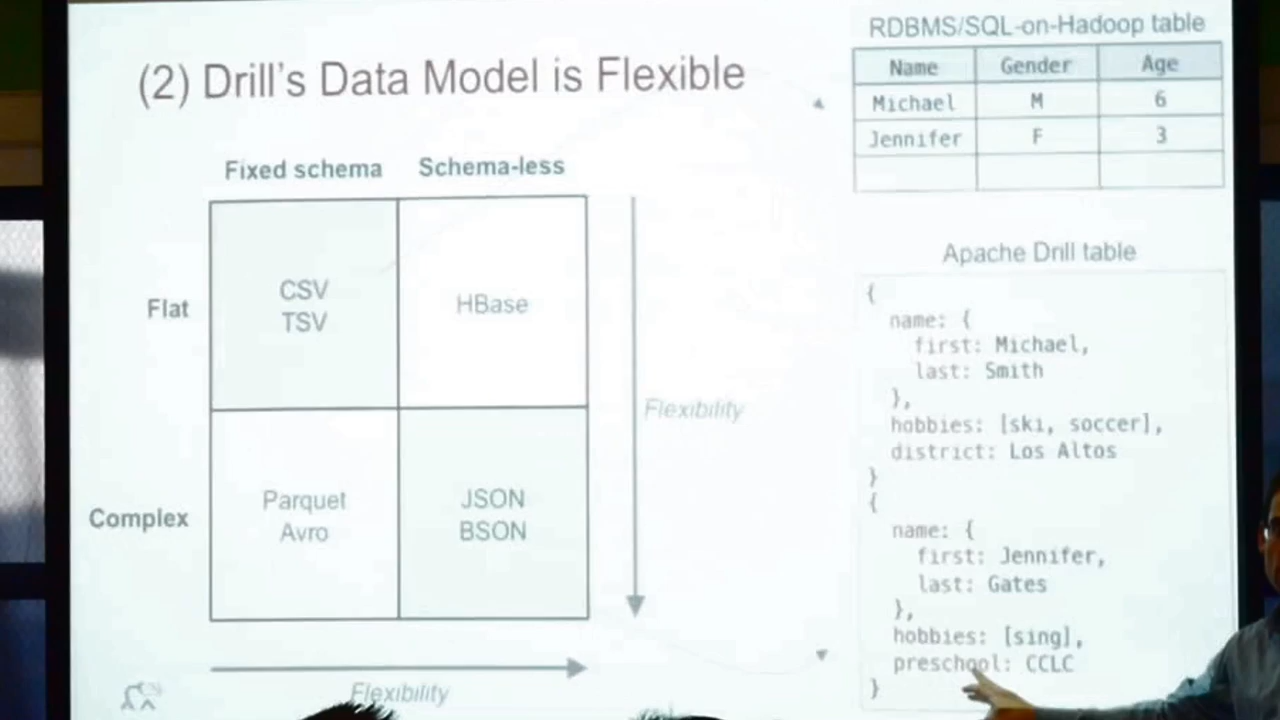 (2) Drill's Data Model is Flexible
Fixed schema
Schema-less
Flat
CSV
TSV
HBase
Complex
Parquet
Avro
JSON
BSON
Flexibility
Flexibility
RDBMS/SQL-on-Hadoop table
Name Gender Age
Michael M 6
Jennifer F 3
Apache Drill table
{
name: {
first: Michael,
last: Smith
},
hobbies: [ski, soccer],
district: Los Altos
}
{
name: {
first: Jennifer,
last: Gates
},
hobbies: [sing],
preschool: CCLC
}